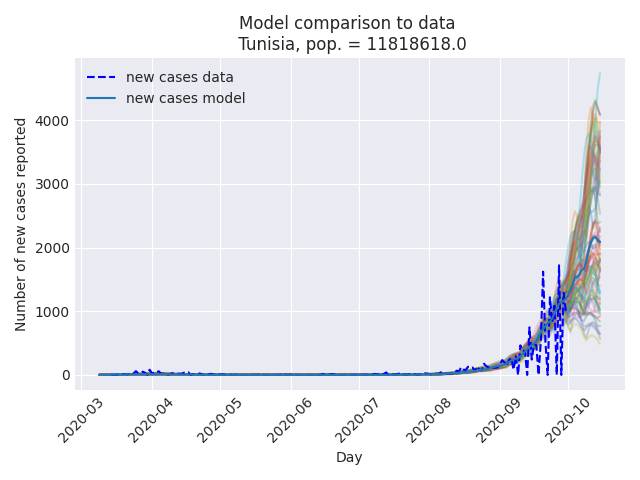 Model comparison to data
Tunisia, pop. = 11818618.0
new cases data
new cases model
Number of new cases reported
4000
3000
2000
1000
0
2020-03
2020-04
2020-05
2020-06
2020-07
2020-08
2020-09
2020-10
Day